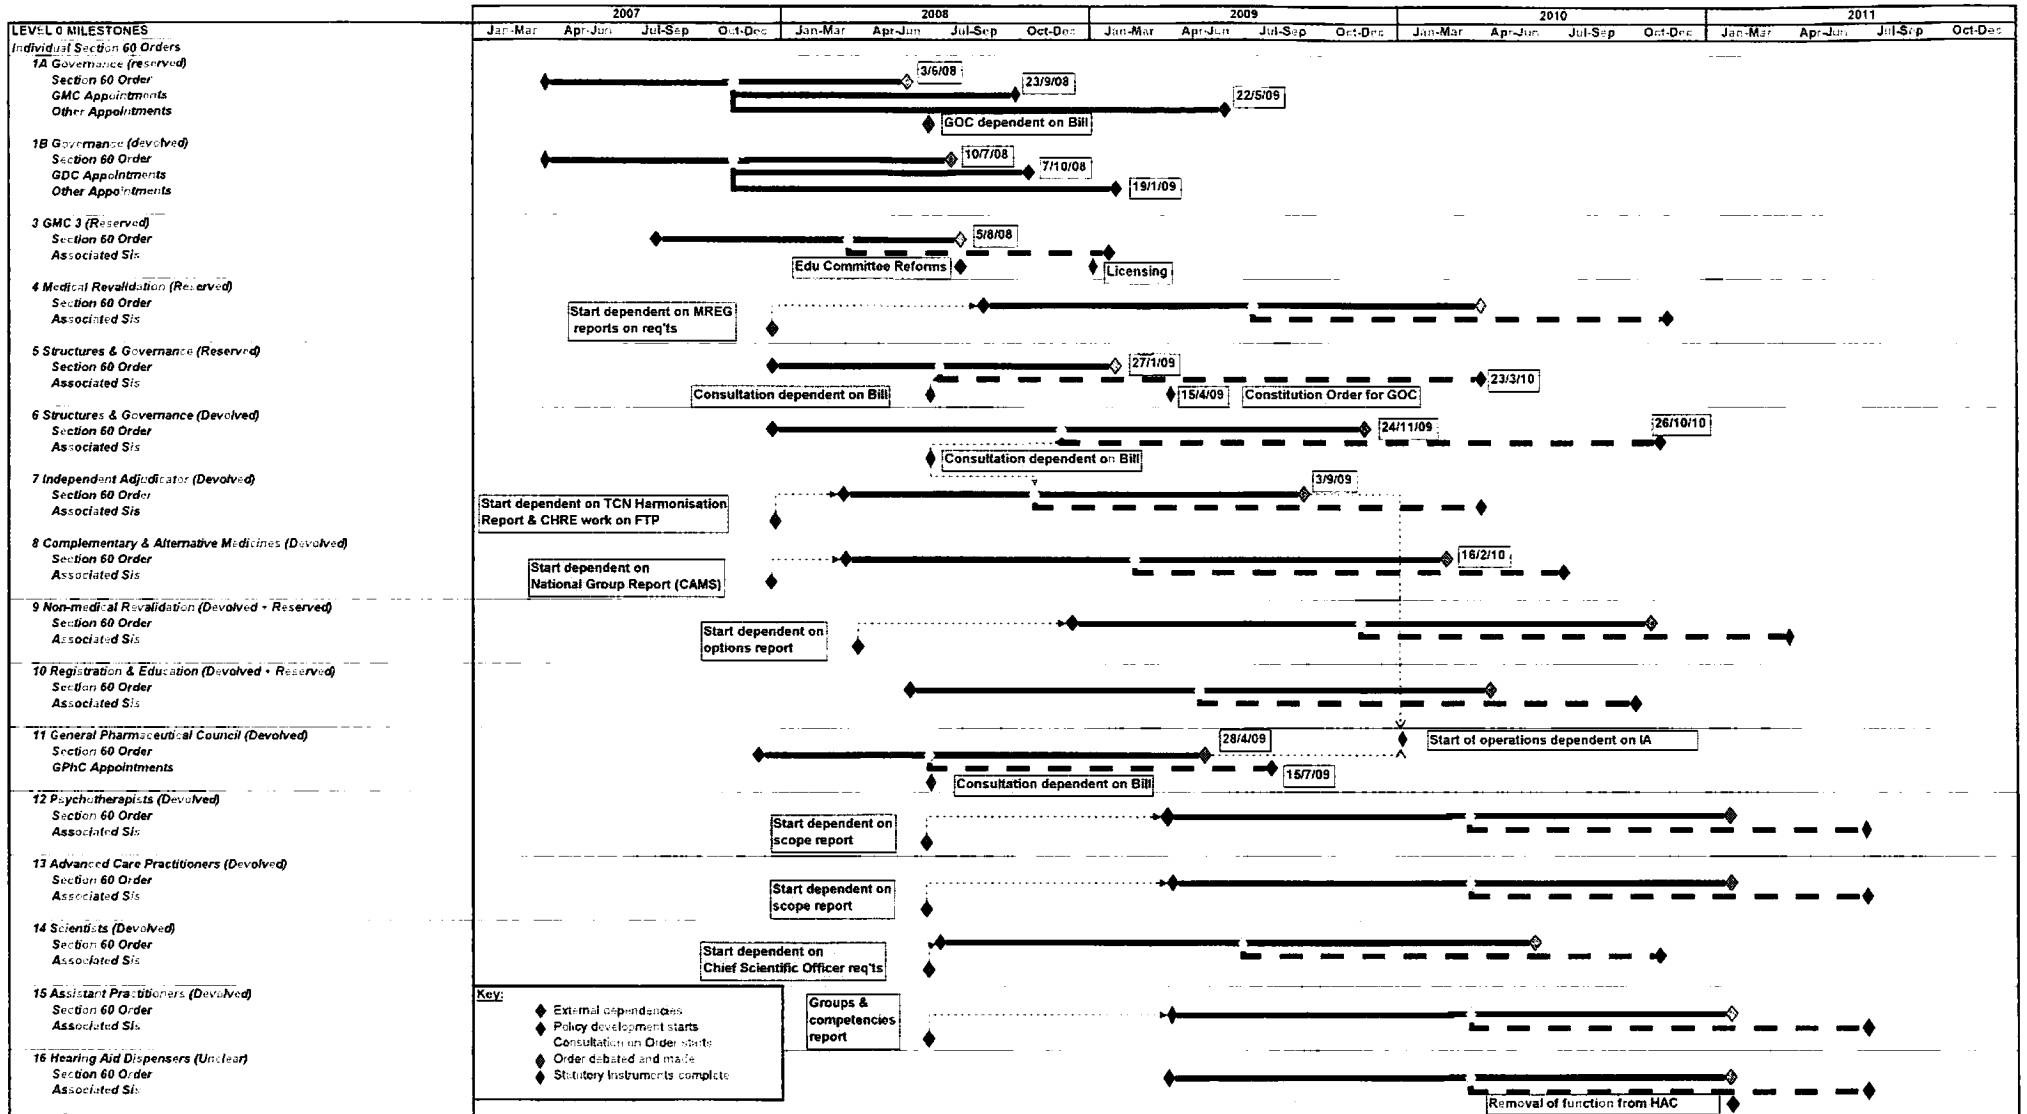 2007 2008 2009 2010 2011
LEVEL 0 MILESTONES Jan-Mar Apr-Jun Jul-Sep Oct-Dec Jan-Mar Apr-Jun Jul-Sep Oct-Dec Jan-Mar Apr-Jun Jul-Sep Oct-Dec Jan-Mar Apr-Jun Jul-Sep Oct-Dec Jan-Mar Apr-Jun Jul-Sep Oct-Dec
Individual Section 60 Orders
1A Governance (reserved)
Section 60 Order 3/6/08
GMC Appointments 23/9/08
Other Appointments 22/5/09
GOC dependent on Bill
1B Governance (devolved)
Section 60 Order 10/7/08
GDC Appointments 7/10/08
Other Appointments 19/1/09
3 GMC 3 (Reserved)
Section 60 Order 5/8/08
Associated Sis
Edu Committee Reforms Licensing
4 Medical Revalidation (Reserved)
Section 60 Order
Associated Sis
Start dependent on MREG
reports on req'ts
5 Structures & Governance (Reserved)
Section 60 Order 27/1/09
Associated Sis 23/3/10
Consultation dependent on Bill 15/4/09 Constitution Order for GOC
6 Structures & Governance (Devolved)
Section 60 Order 24/11/09
Associated Sis 26/10/10
Consultation dependent on Bill
7 Independent Adjudicator (Devolved)
Section 60 Order 3/9/09
Associated Sis
Start dependent on TCN Harmonisation
Report & CHRE work on FTP
8 Complementary & Alternative Medicines (Devolved)
Section 60 Order 16/2/10
Associated Sis
Start dependent on
National Group Report (CAMS)
9 Non-medical Revalidation (Devolved + Reserved)
Section 60 Order
Associated Sis
Start dependent on
options report
10 Registration & Education (Devolved + Reserved)
Section 60 Order
Associated Sis
11 General Pharmaceutical Council (Devolved)
Section 60 Order 28/4/09 Start of operations dependent on IA
GPhC Appointments 15/7/09
Consultation dependent on Bill
12 Psychotherapists (Devolved)
Section 60 Order
Associated Sis
Start dependent on
scope report
13 Advanced Care Practitioners (Devolved)
Section 60 Order
Associated Sis
Start dependent on
scope report
14 Scientists (Devolved)
Section 60 Order
Associated Sis
Start dependent on
Chief Scientific Officer req'ts
15 Assistant Practitioners (Devolved)
Section 60 Order
Associated Sis
Groups &
competencies
report
16 Hearing Aid Dispensers (Unclear)
Section 60 Order
Associated Sis
Removal of function from HAC
Key:
External dependencies
Policy development starts
Consultation on Order starts
Order debated and made
Statutory Instruments complete